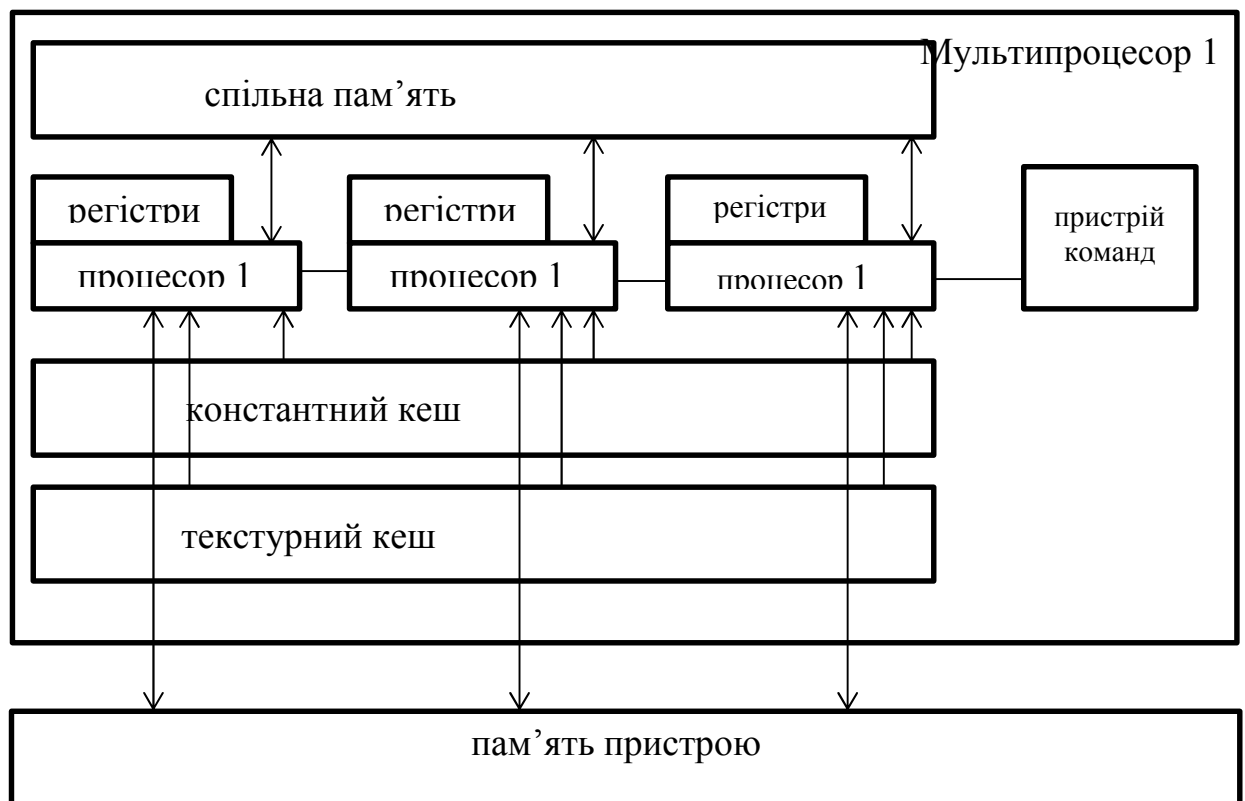 Мультипроцесор 1
спільна пам’ять
регістри
регістри
регістри
пристрій
команд
процесор 1
процесор 1
процесор 1
константний кеш
текстурний кеш
пам’ять пристрою